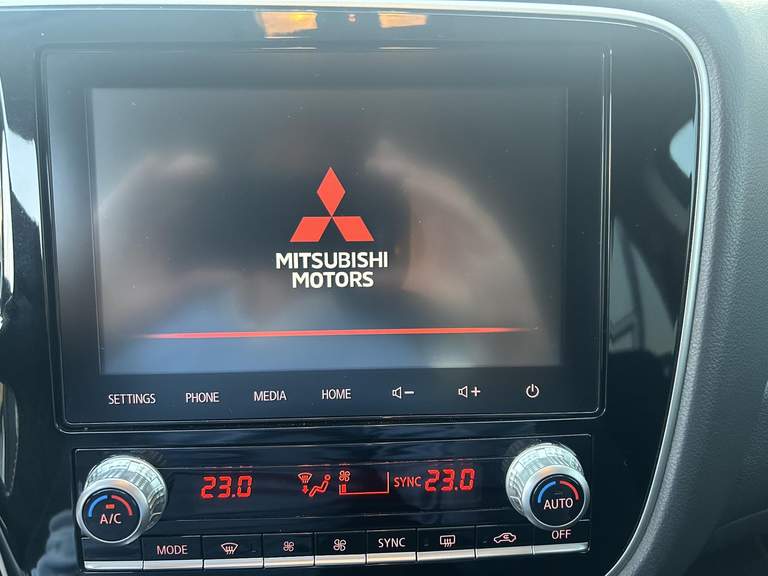 MITSUBISHI
MOTORS
SETTINGS PHONE MEDIA HOME
23.0 SYNC 23.0
A/C AUTO
MODE SYNC OFF